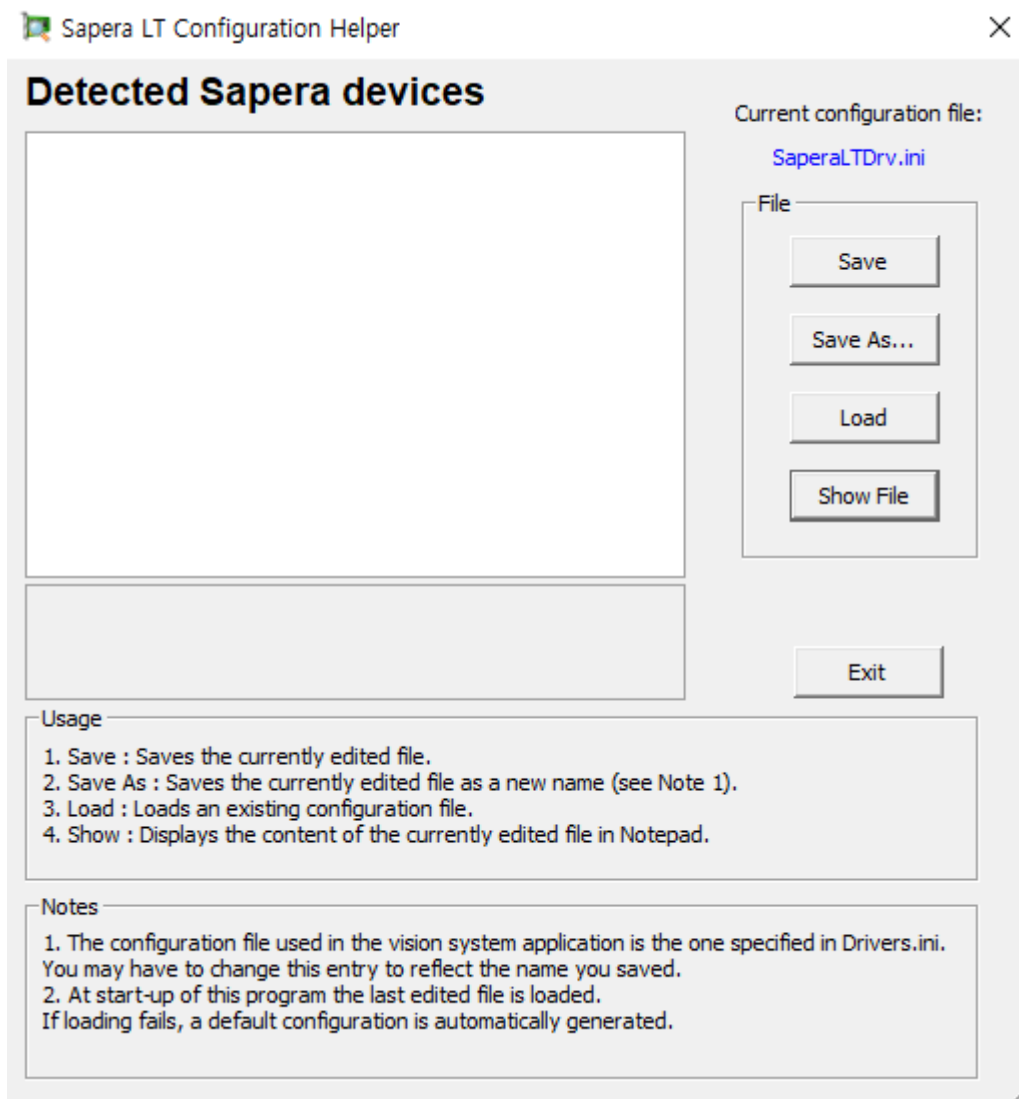 Sapera LT Configuration Helper
Detected Sapera devices
Current configuration file:
SaperaLTDrv.ini
File
Save
Save As...
Load
Show File
Exit
Usage
1. Save : Saves the currently edited file.
2. Save As : Saves the currently edited file as a new name (see Note 1).
3. Load : Loads an existing configuration file.
4. Show : Displays the content of the currently edited file in Notepad.
Notes
1. The configuration file used in the vision system application is the one specified in Drivers.ini.
You may have to change this entry to reflect the name you saved.
2. At start-up of this program the last edited file is loaded.
If loading fails, a default configuration is automatically generated.